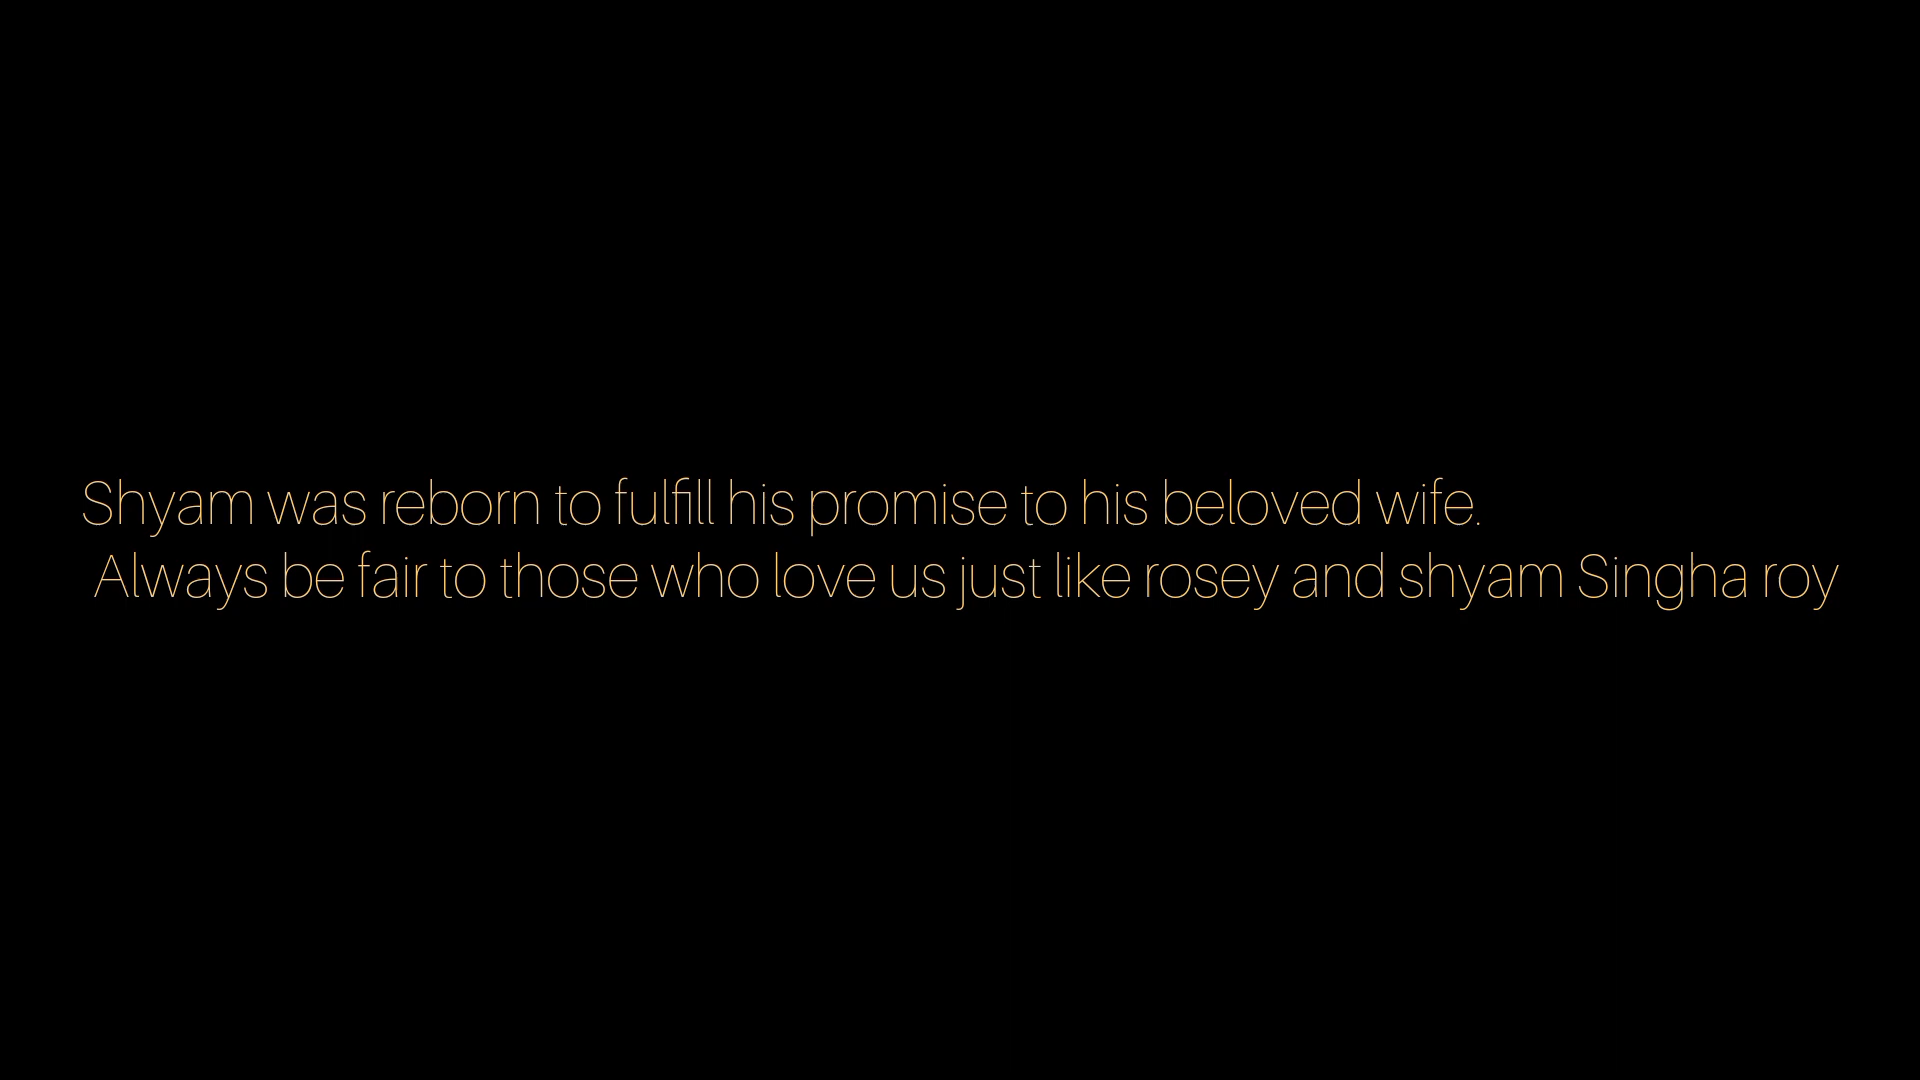 Shyam was reborn to fulfill his promise to his beloved wife.
Always be fair to those who love us just like rosey and shyam Singha roy